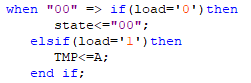 when "00" => if(load='0')then
state<="00";
elsif(load='1')then
TMP<=A;
end if;